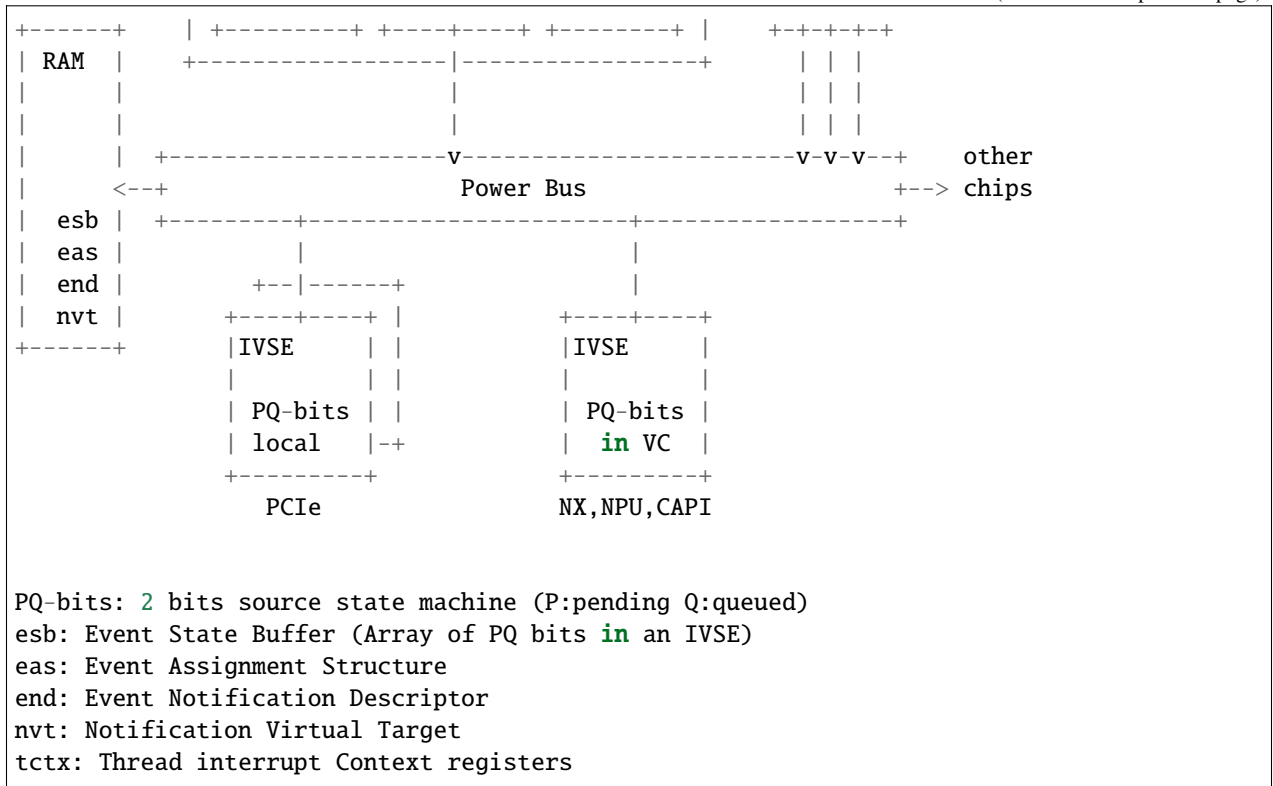 +------+      | +---------+ +----+----+ +--------+ |     +-+-+-+-+
| RAM  |     +------------------|-----------------+      | | |
|      |                        |                        | | |
|      |                        |                        | | |
|      |  +--------------------v------------------------v-v-v--+    other
|      <--+                     Power Bus                      +--> chips
|  esb |  +---------+-----------------------+------------------+
|  eas |            |                       |
|  end |         +--|------+                |
|  nvt |       +----+----+ |           +----+----+
+------+       |IVSE     | |           |IVSE     |
               |         | |           |         |
               | PQ-bits | |           | PQ-bits |
               | local   |-+           |  in VC  |
               +---------+             +---------+
                  PCIe                 NX,NPU,CAPI
PQ-bits: 2 bits source state machine (P:pending Q:queued)
esb: Event State Buffer (Array of PQ bits in an IVSE)
eas: Event Assignment Structure
end: Event Notification Descriptor
nvt: Notification Virtual Target
tctx: Thread interrupt Context registers